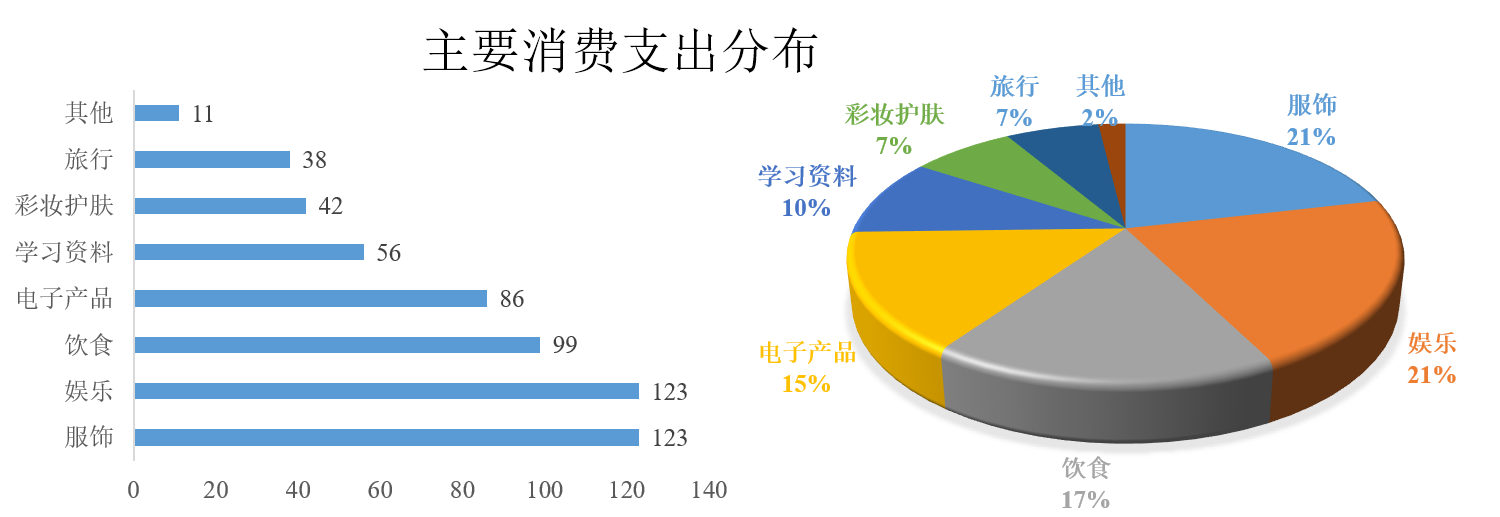 主要消费支出分布
其他 11
旅行 38
彩妆护肤 42
学习资料 56
电子产品 86
饮食 99
娱乐 123
服饰 123
0 20 40 60 80 100 120 140
服饰
21%
娱乐
21%
饮食
17%
电子产品
15%
学习资料
10%
彩妆护肤
7%
旅行
7%
其他
2%